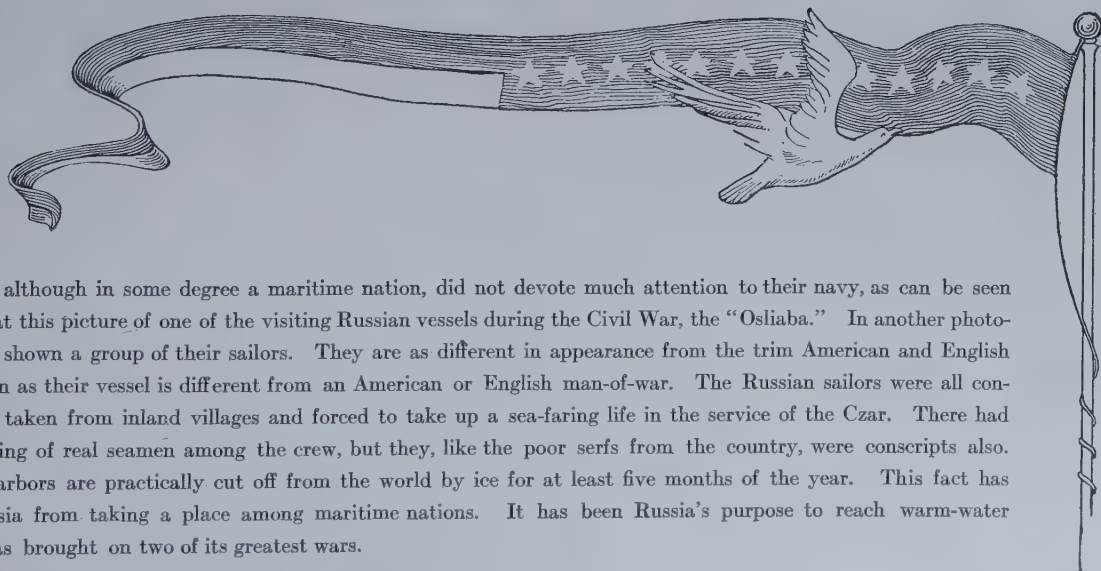 although in some degree a maritime nation, did not devote much attention to their navy, as can be seen
at this picture of one of the visiting Russian vessels during the Civil War, the “Osliaba.” In another photo-
shown a group of their sailors. They are as different in appearance from the trim American and English
n as their vessel is different from an American or English man-of-war. The Russian sailors were all con-
taken from inland villages and forced to take up a sea-faring life in the service of the Czar. There had
ing of real seamen among the crew, but they, like the poor serfs from the country, were conscripts also.
arbors are practically cut off from the world by ice for at least five months of the year. This fact has
sia from taking a place among maritime nations. It has been Russia’s purpose to reach warm-water
as brought on two of its greatest wars.